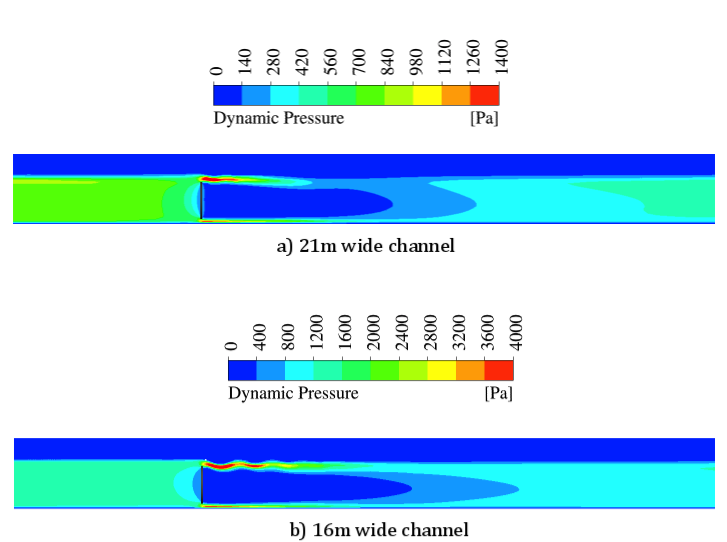 0 140 280 420 560 700 840 980 1120 1260 1400
Dynamic Pressure [Pa]
a) 21m wide channel
0 400 800 1200 1600 2000 2400 2800 3200 3600 4000
Dynamic Pressure [Pa]
b) 16m wide channel